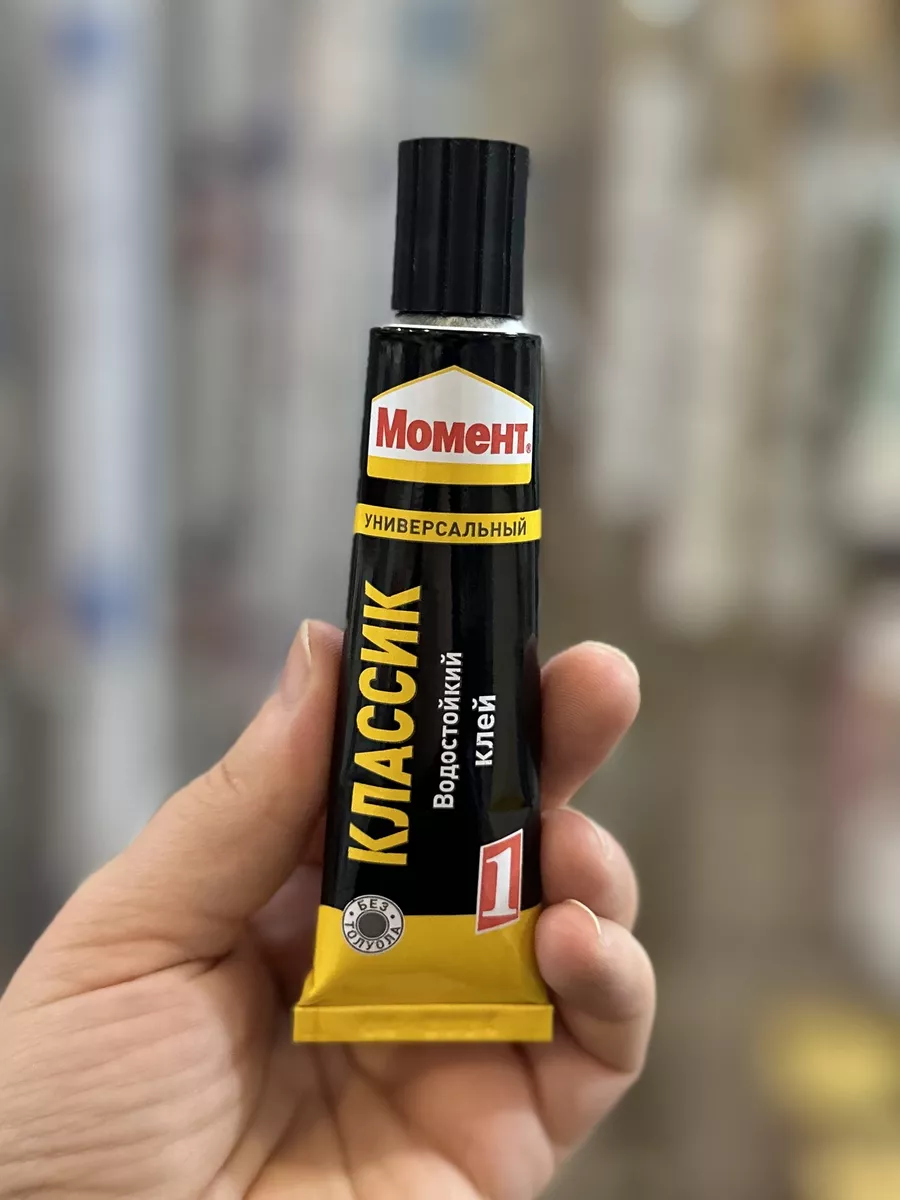 Момент®
УНИВЕРСАЛЬНЫЙ
КЛАССИК
Водостойкий
клей
1
БЕЗ
ТОЛУОЛА